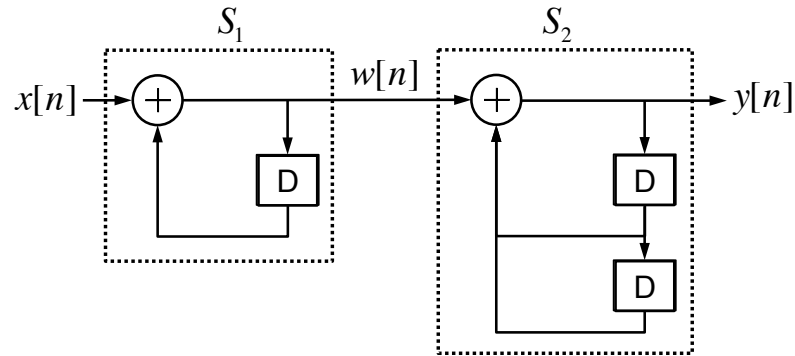 S₁ S₂
x[n] + w[n] + y[n]
D D
D